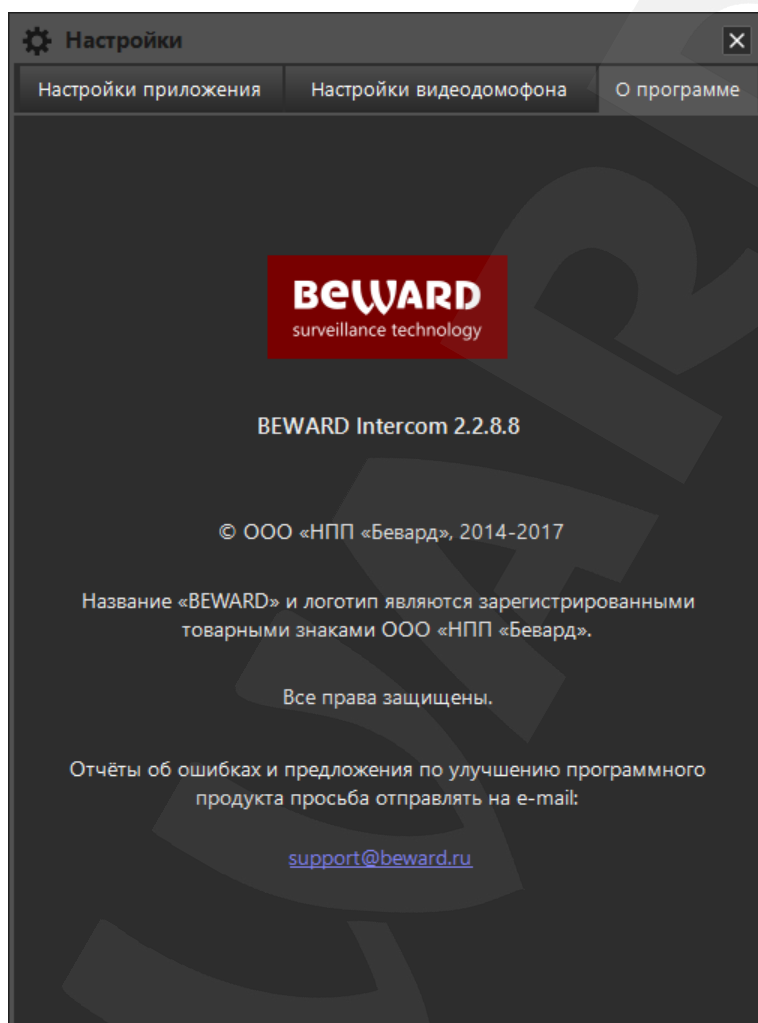 Настройки
Настройки приложения Настройки видеодомофона О программе
BEWARD
surveillance technology
BEWARD Intercom 2.2.8.8
© ООО «НПП «Бевард», 2014-2017
Название «BEWARD» и логотип являются зарегистрированными
товарными знаками ООО «НПП «Бевард».
Все права защищены.
Отчёты об ошибках и предложения по улучшению программного
продукта просьба отправлять на e-mail:
support@beward.ru